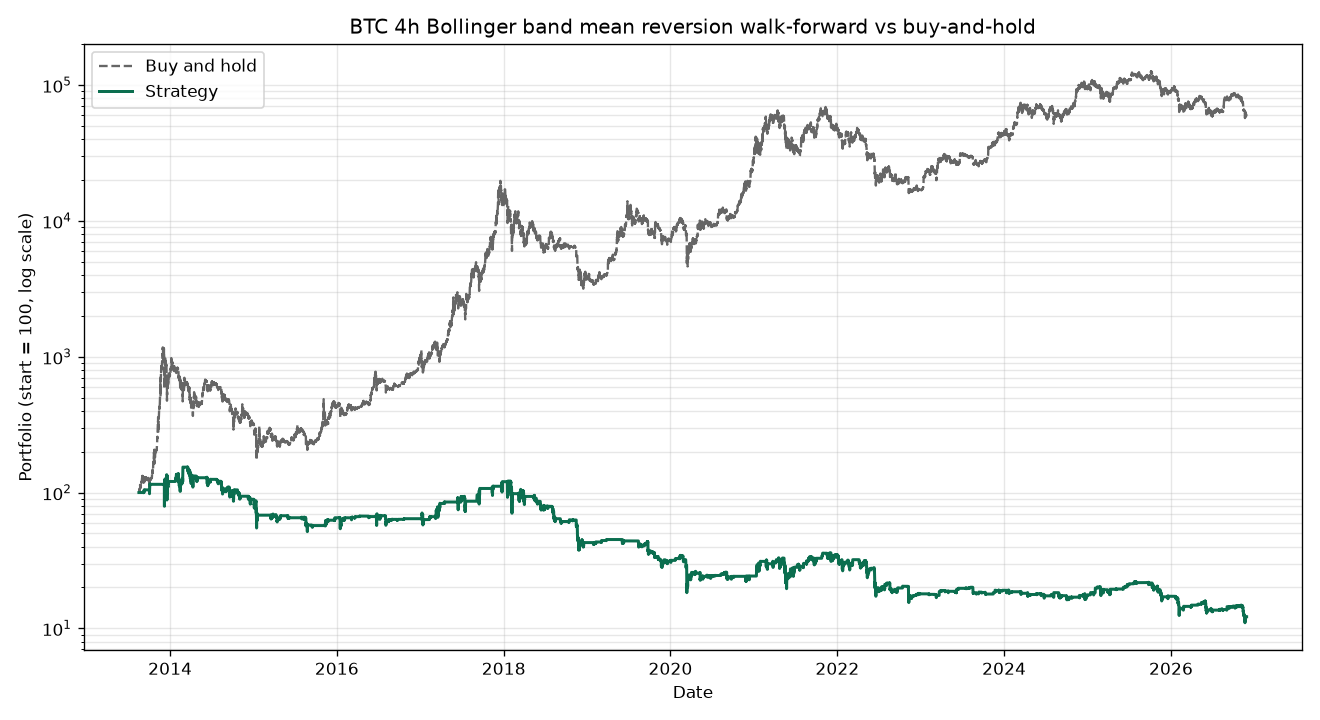 BTC 4h Bollinger band mean reversion walk-forward vs buy-and-hold
Buy and hold
Strategy
Portfolio (start = 100, log scale)
10⁵
10⁴
10³
10²
10¹
2014 2016 2018 2020 2022 2024 2026
Date